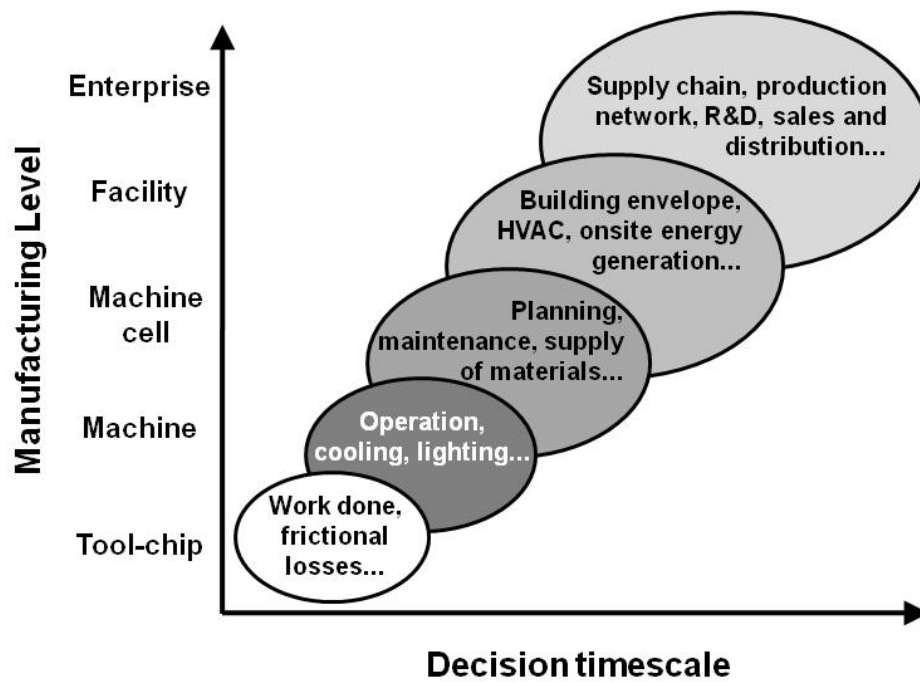 Manufacturing Level
Enterprise
Facility
Machine
cell
Machine
Tool-chip
Supply chain, production
network, R&D, sales and
distribution...
Building envelope,
HVAC, onsite energy
generation...
Planning,
maintenance, supply
of materials...
Operation,
cooling, lighting...
Work done,
frictional
losses...
Decision timescale